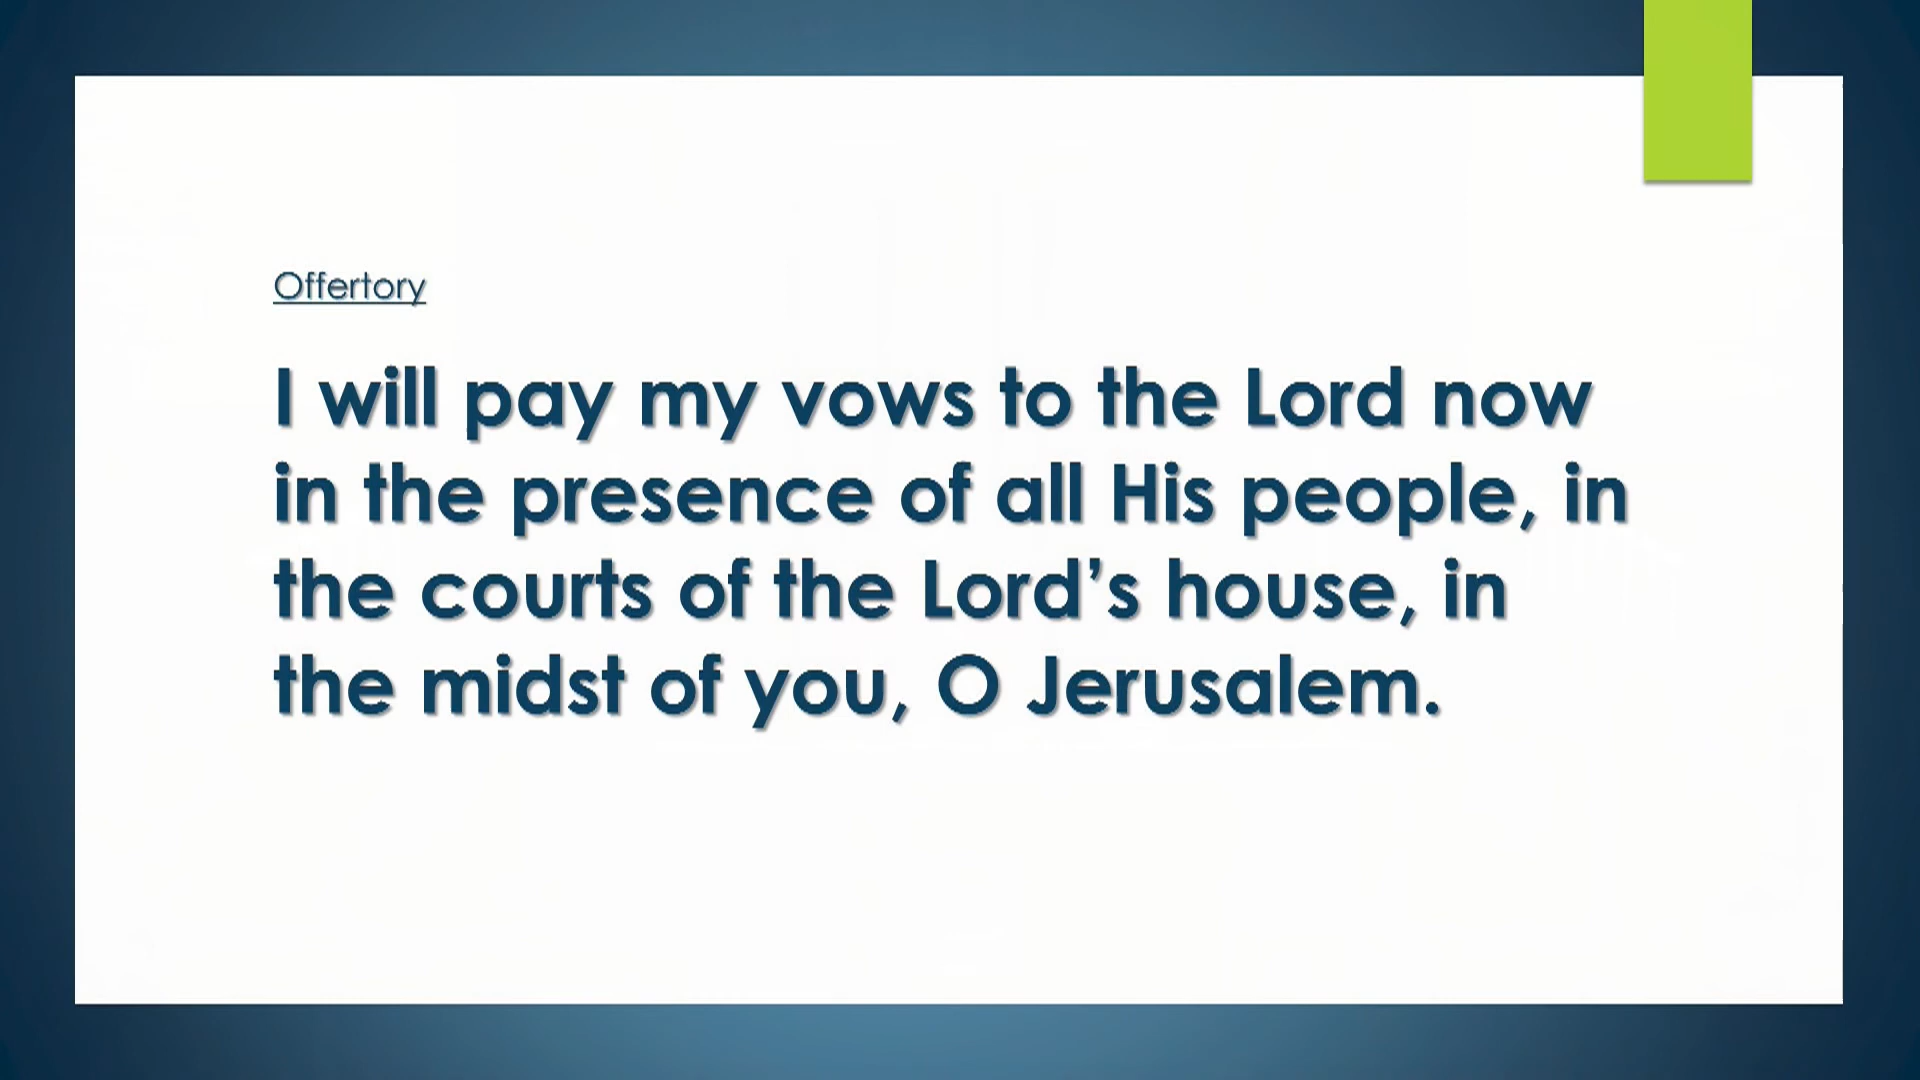 Offertory
I will pay my vows to the Lord now
in the presence of all His people, in
the courts of the Lord’s house, in
the midst of you, O Jerusalem.